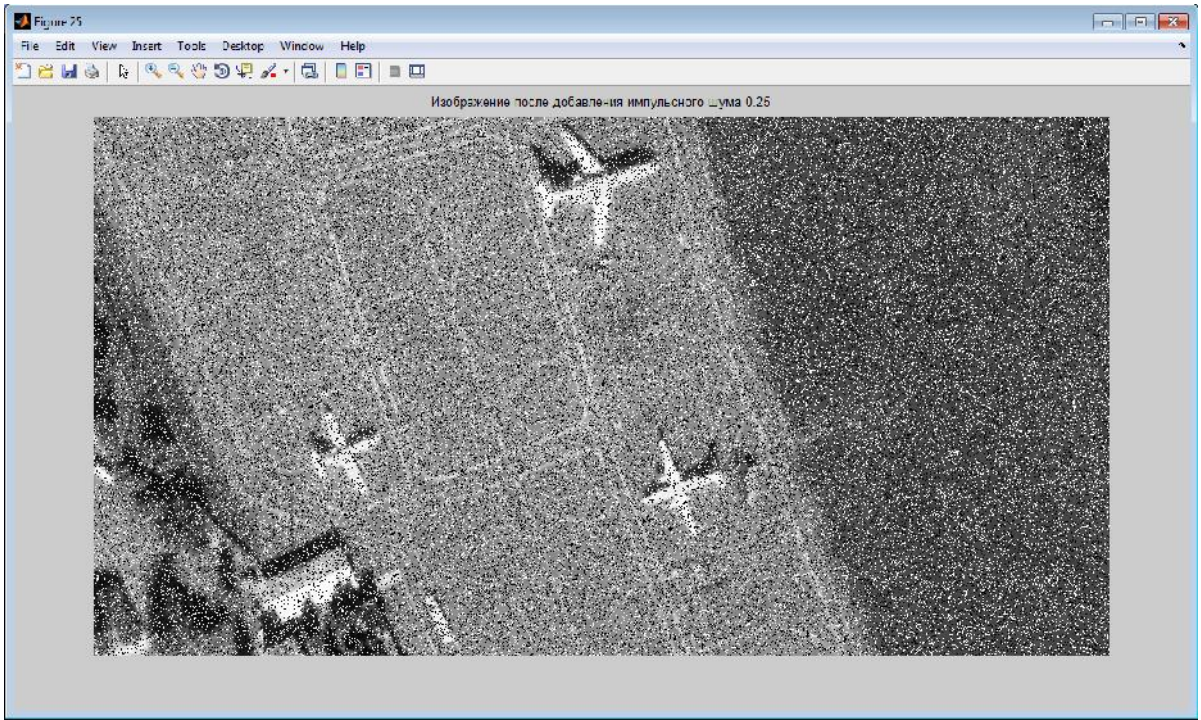 Figure 25
File Edit View Insert Tools Desktop Window Help
Изображение после добавления импульсного шума 0.25